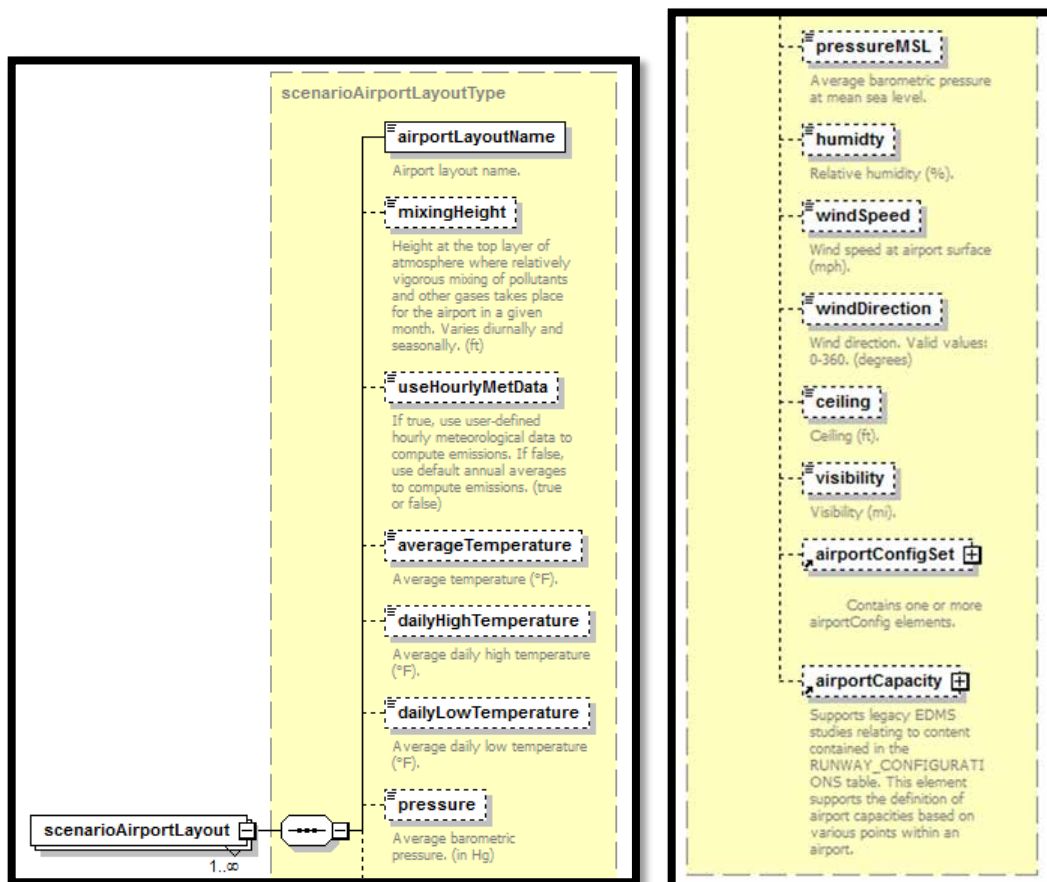 scenarioAirportLayoutType
airportLayoutName
Airport layout name.
mixingHeight
Height at the top layer of
atmosphere where relatively
vigorous mixing of pollutants
and other gases takes place
for the airport in a given
month. Varies diurnally and
seasonally. (ft)
useHourlyMetData
If true, use user-defined
hourly meteorological data to
compute emissions. If false,
use default annual averages
to compute emissions. (true
or false)
averageTemperature
Average temperature (°F).
dailyHighTemperature
Average daily high temperature
(°F).
dailyLowTemperature
Average daily low temperature
(°F).
pressure
Average barometric
pressure. (in Hg)
scenarioAirportLayout
1..∞
pressureMSL
Average barometric pressure
at mean sea level.
humidty
Relative humidity (%).
windSpeed
Wind speed at airport surface
(mph).
windDirection
Wind direction. Valid values:
0-360. (degrees)
ceiling
Ceiling (ft).
visibility
Visibility (mi).
airportConfigSet
Contains one or more
airportConfig elements.
airportCapacity
Supports legacy EDMS
studies relating to content
contained in the
RUNWAY_CONFIGURATI
ONS table. This element
supports the definition of
airport capacities based on
various points within an
airport.